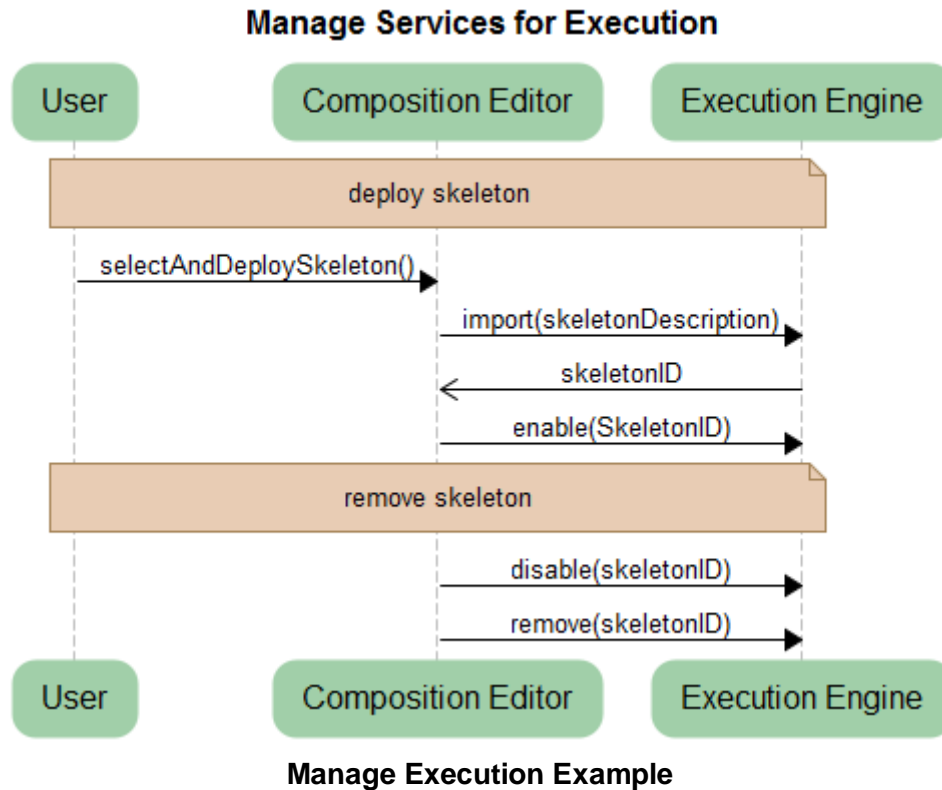 Manage Services for Execution
User
Composition Editor
Execution Engine
deploy skeleton
selectAndDeploySkeleton()
import(skeletonDescription)
skeletonID
enable(SkeletonID)
remove skeleton
disable(skeletonID)
remove(skeletonID)
User
Composition Editor
Execution Engine
Manage Execution Example